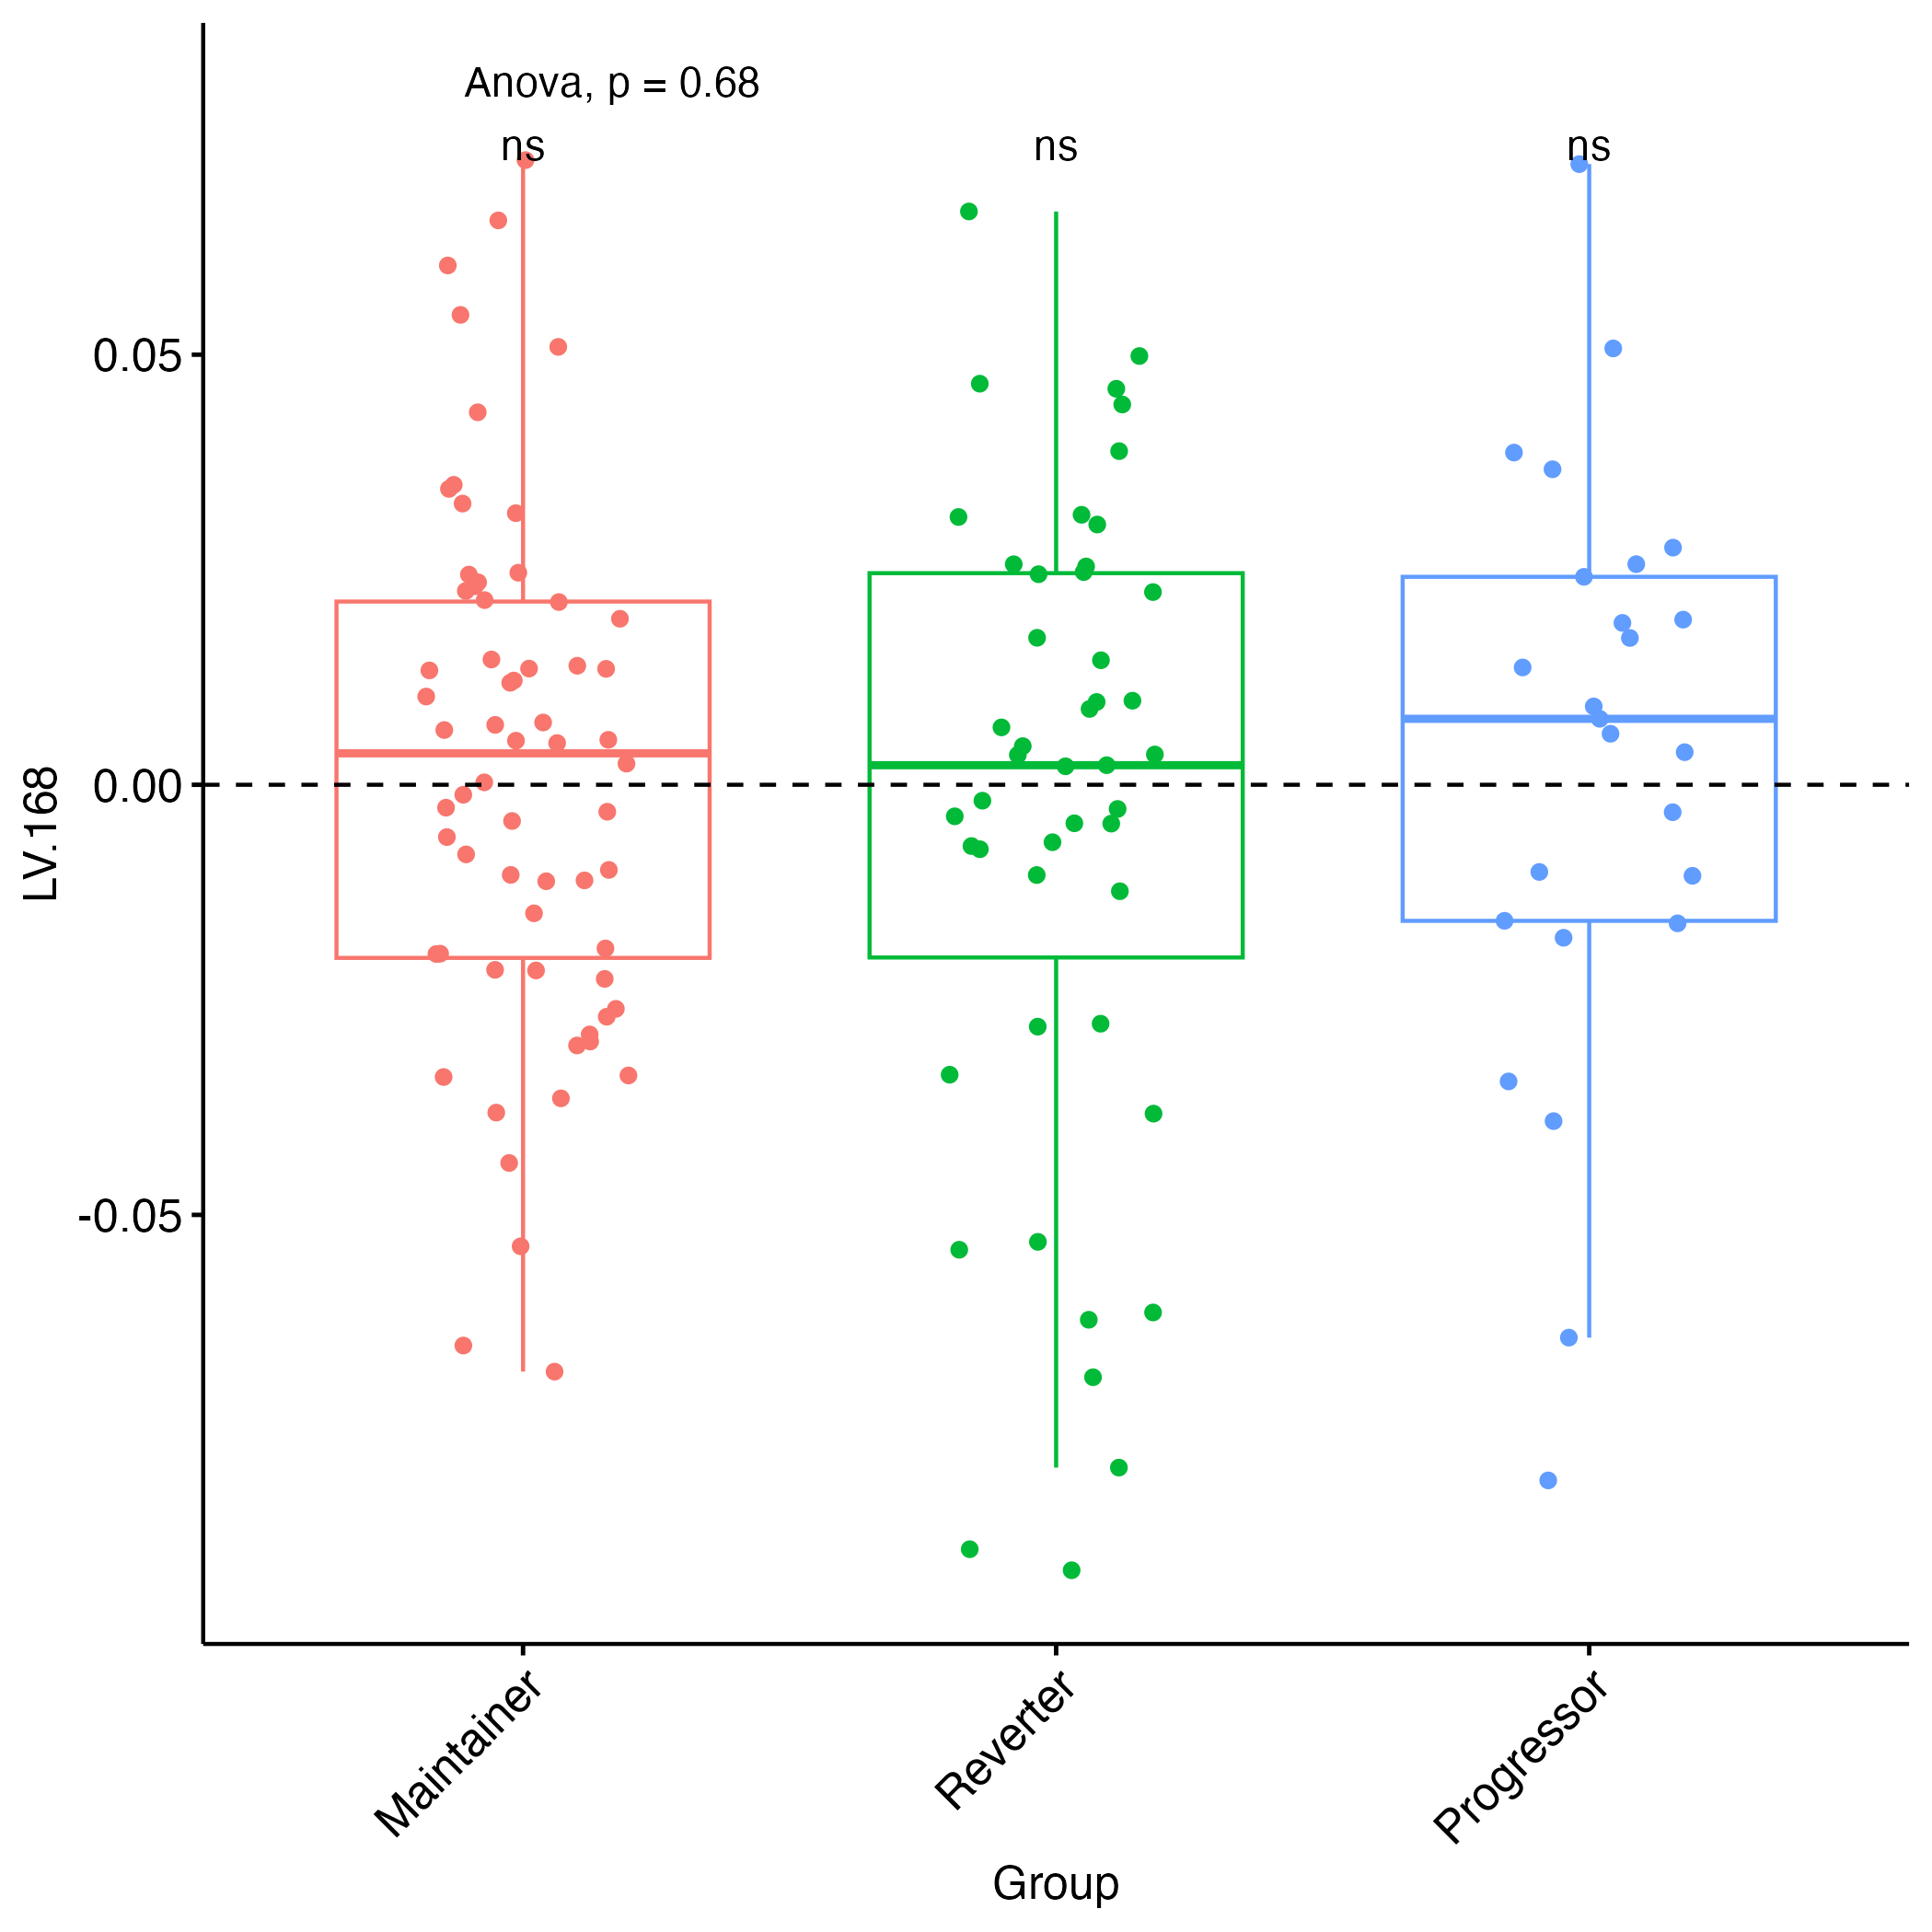 Anova, p = 0.68
ns ns ns
0.05
0.00
-0.05
LV.168
Maintainer Reverter Progressor
Group